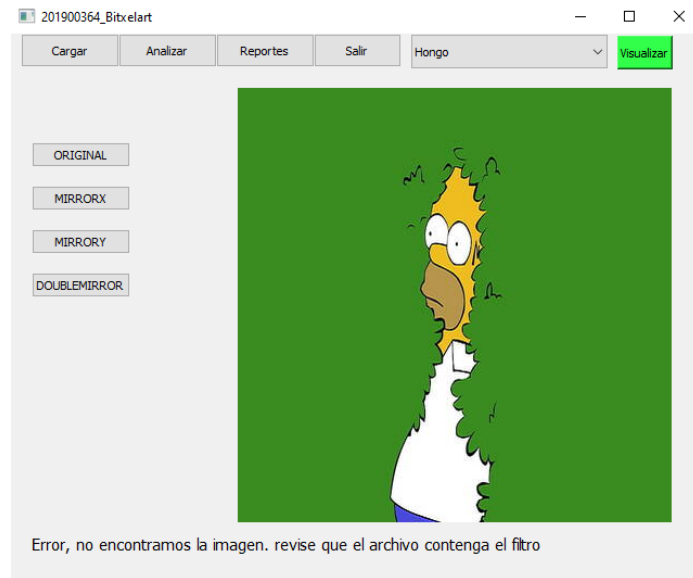 201900364_Bitxelart
Cargar Analizar Reportes Salir Hongo Visualizar
ORIGINAL
MIRRORX
MIRRORY
DOUBLEMIRROR
Error, no encontramos la imagen. revise que el archivo contenga el filtro